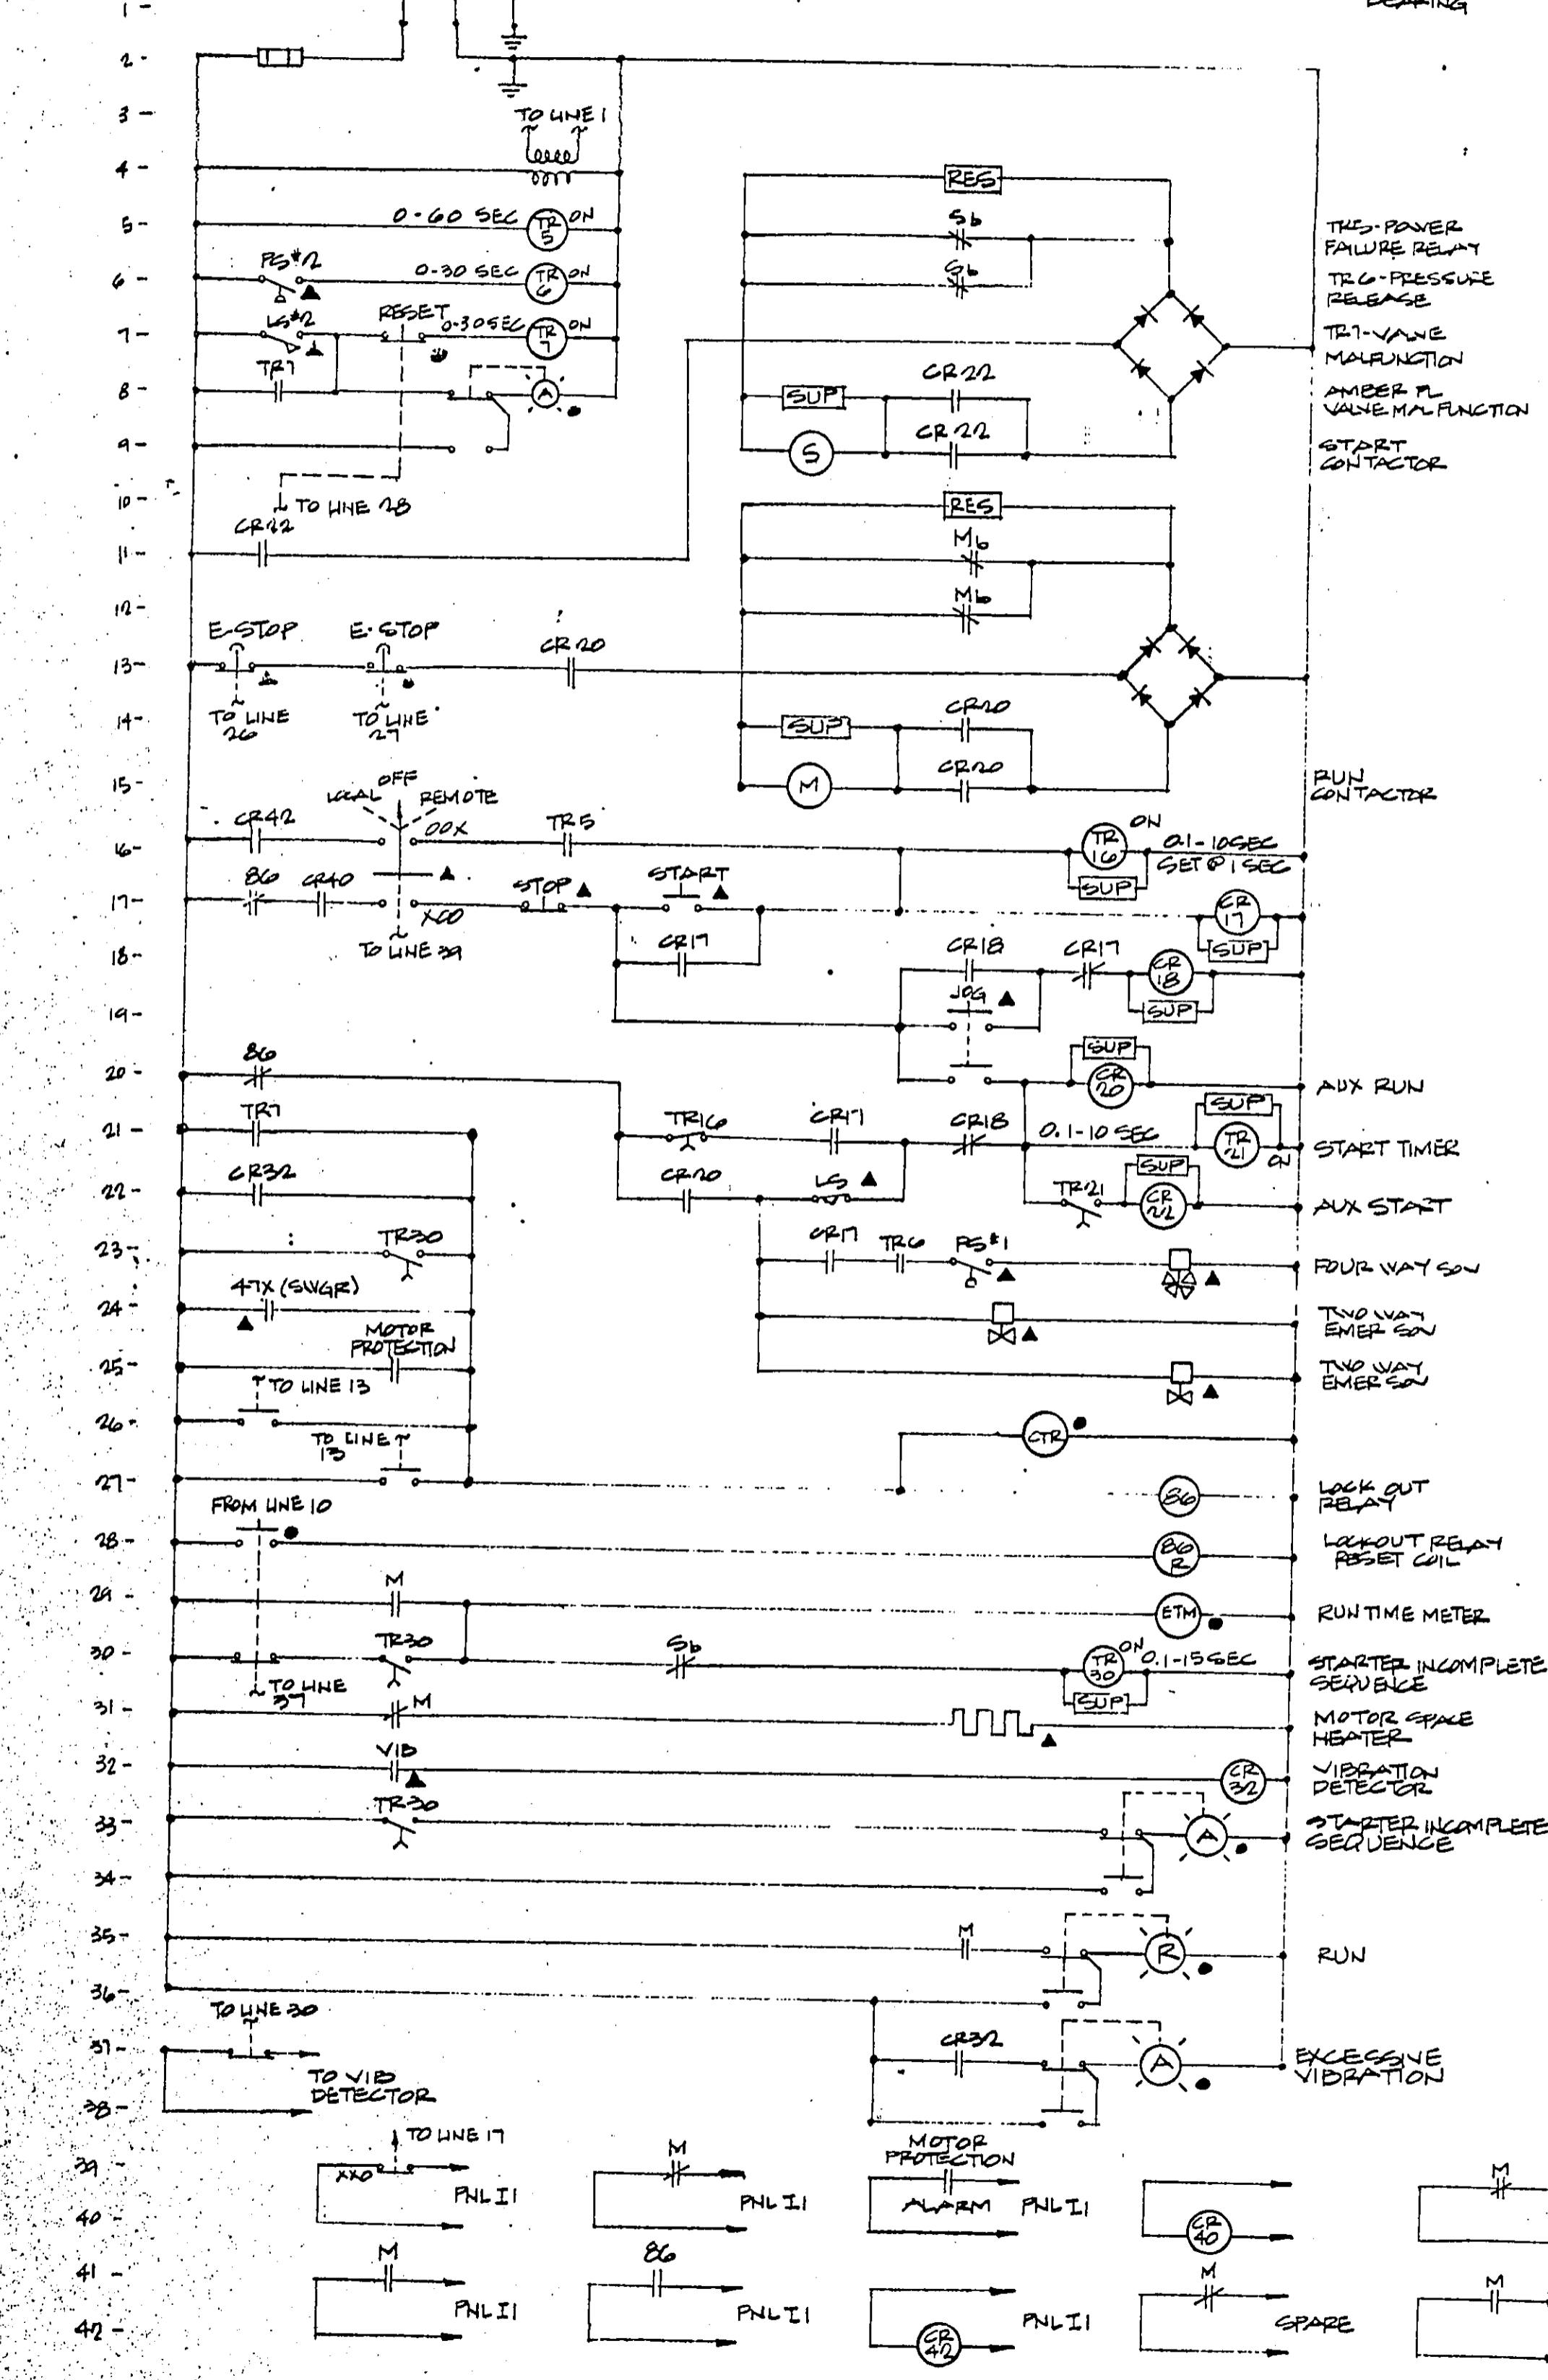 1 -
BEARING
2 -
3 - TO LINE 1
4 - RES
5 - 0-60 SEC TR 5 ON Sb TR5-POWER FAILURE RELAY
6 - PS#2 0-30 SEC TR 6 ON Sb TR6-PRESSURE RELEASE
7 - LS#2 RESET 0-30SEC TR 7 ON TR7-VALVE MALFUNCTION
8 - TR7 A SUP CR22 AMBER PL VALVE MALFUNCTION
9 - S CR22 START CONTACTOR
10 - TO LINE 28 RES
11 - CR22 Mb
12 - Mb
13 - E-STOP E-STOP CR20
14 - TO LINE 26 TO LINE 27 SUP CR20
15 - OFF M CR20 RUN CONTACTOR
LOCAL REMOTE
16 - CR42 OOX TR5 TR 16 ON 0.1-10SEC SET @ 1 SEC SUP
17 - 86 CR40 XOO STOP START CR 17 SUP
18 - TO LINE 39 CR17 CR18 CR17 CR 18 SUP
19 - JOG
20 - 86 SUP CR 20 AUX RUN
21 - TR7 TR16 CR17 CR18 0.1-10 SEC SUP TR 21 ON START TIMER
22 - CR32 CR20 LS TR21 SUP CR 22 AUX START
23 - TR30 CR17 TR6 PS#1 FOUR WAY SOV
24 - 47X (SWGR) TWO WAY EMER SOV
25 - MOTOR PROTECTION TWO WAY EMER SOV
26 - TO LINE 13 CTR
27 - TO LINE 13 86 LOCK OUT RELAY
28 - FROM LINE 10 86 R LOCKOUT RELAY RESET COIL
29 - M ETM RUN TIME METER
30 - TR30 Sb TR 30 ON 0.1-15SEC SUP STARTER INCOMPLETE SEQUENCE
TO LINE 37
31 - M MOTOR SPACE HEATER
32 - VIB CR 32 VIBRATION DETECTOR
33 - TR30 A STARTER INCOMPLETE SEQUENCE
34 -
35 - M R RUN
36 -
37 - TO LINE 30 CR32 A EXCESSIVE VIBRATION
38 - TO VIB DETECTOR
TO LINE 17 M MOTOR PROTECTION M
39 - XXO
40 - PNL I1 PNL I1 ALARM PNL I1 CR 40
41 - M 86 M M
42 - PNL I1 PNL I1 CR 42 PNL I1 SPARE